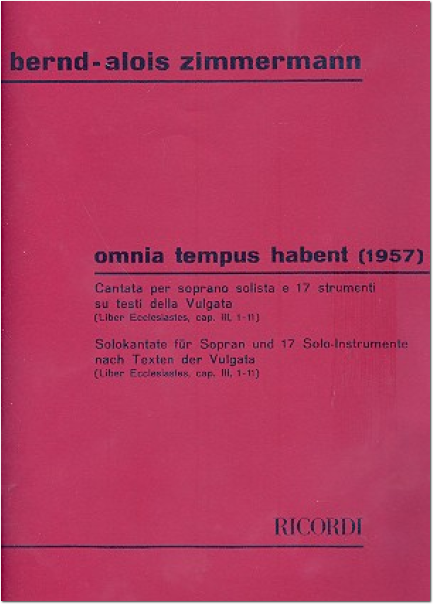 bernd-alois zimmermann
omnia tempus habent (1957)
Cantata per soprano solista e 17 strumenti
su testi della Vulgata
(Liber Ecclesiastes, cap. III, 1-11)
Solokantate für Sopran und 17 Solo-Instrumente
nach Texten der Vulgata
(Liber Ecclesiastes, cap. III, 1-11)
RICORDI